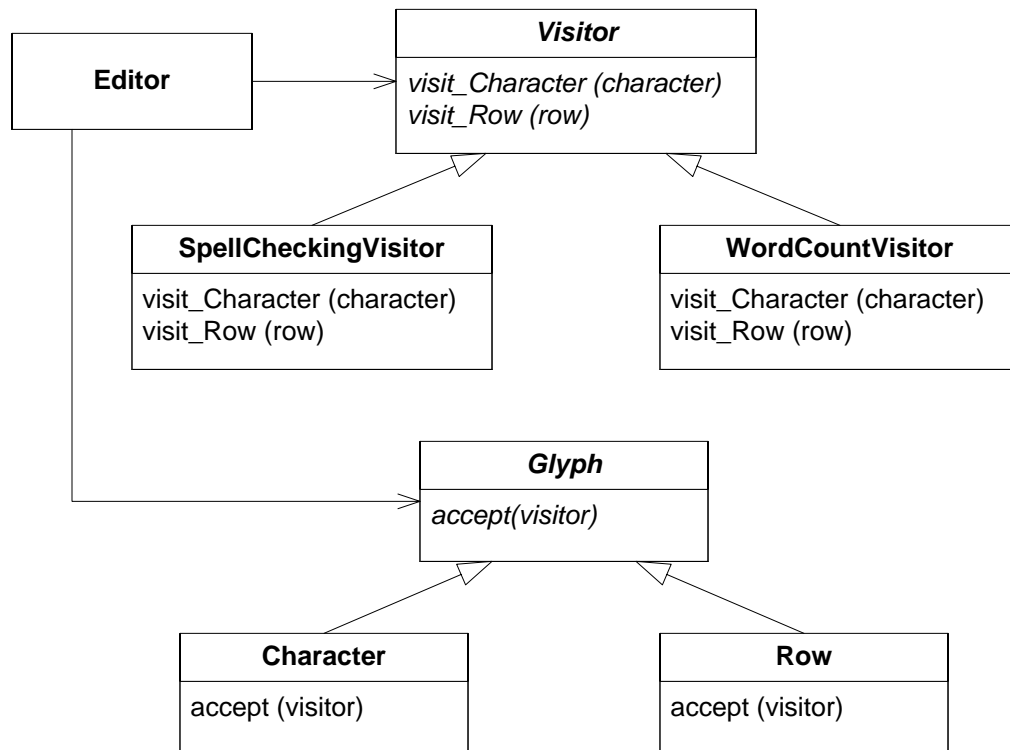 Editor
Visitor
visit_Character (character)
visit_Row (row)
SpellCheckingVisitor
visit_Character (character)
visit_Row (row)
WordCountVisitor
visit_Character (character)
visit_Row (row)
Glyph
accept(visitor)
Character
accept (visitor)
Row
accept (visitor)